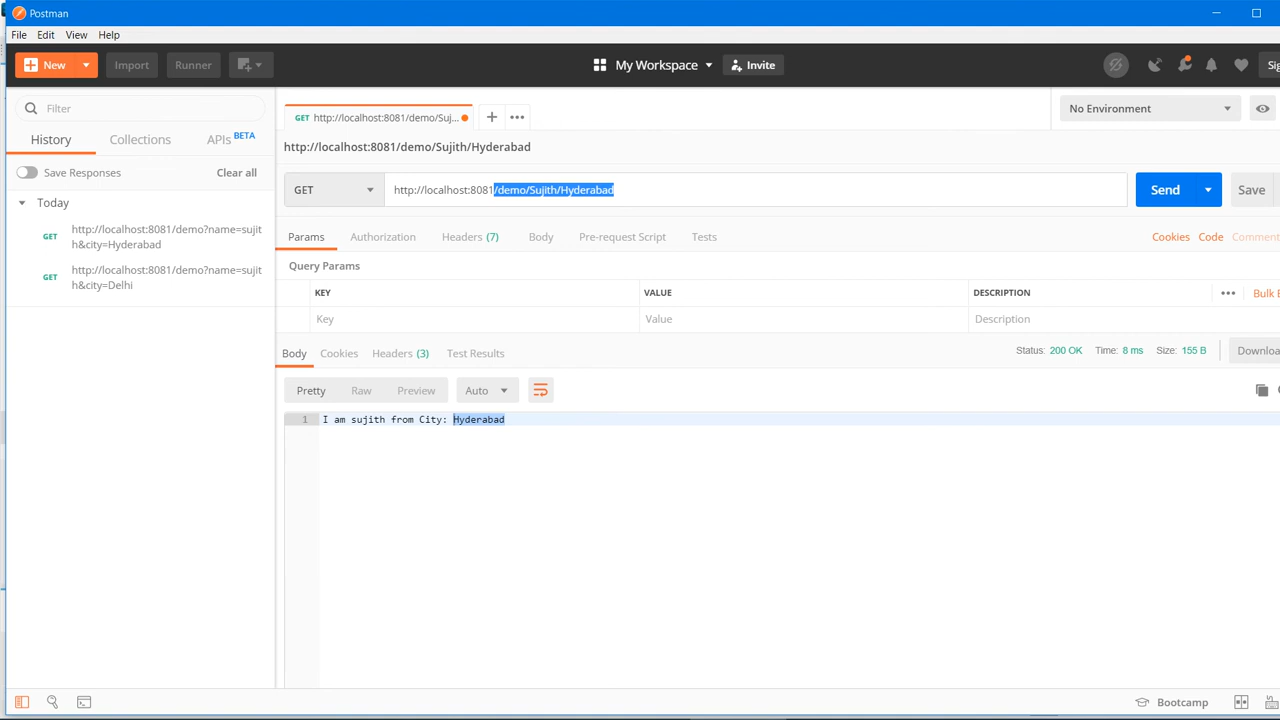 Postman
File Edit View Help
New Import Runner My Workspace Invite
Filter
History Collections APIs BETA
Save Responses Clear all
Today
GET http://localhost:8081/demo?name=sujit
h&city=Hyderabad
GET http://localhost:8081/demo?name=sujit
h&city=Delhi
GET http://localhost:8081/demo/Suj... No Environment
http://localhost:8081/demo/Sujith/Hyderabad
GET http://localhost:8081/demo/Sujith/Hyderabad Send Save
Params Authorization Headers (7) Body Pre-request Script Tests Cookies Code Comment
Query Params
KEY VALUE DESCRIPTION Bulk
Key Value Description
Body Cookies Headers (3) Test Results Status: 200 OK Time: 8 ms Size: 155 B Downloa
Pretty Raw Preview Auto
1 I am sujith from City: Hyderabad
Bootcamp